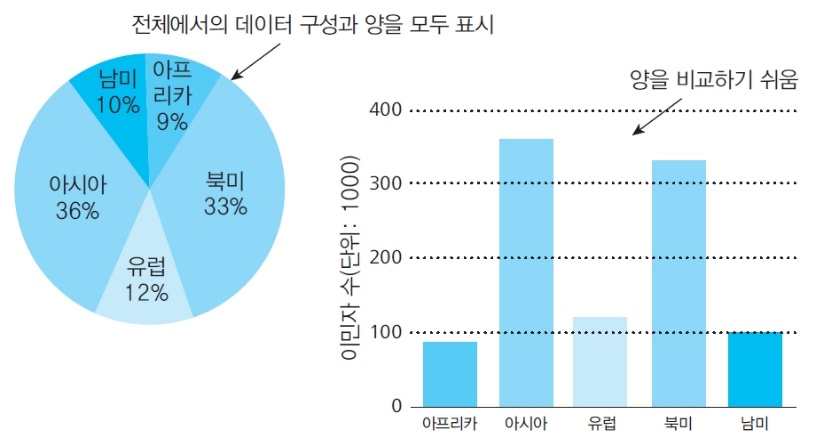 전체에서의 데이터 구성과 양을 모두 표시
남미
10%
아프
리카
9%
아시아
36%
북미
33%
유럽
12%
양을 비교하기 쉬움
이민자 수(단위: 1000)
400
300
200
100
0
아프리카 아시아 유럽 북미 남미